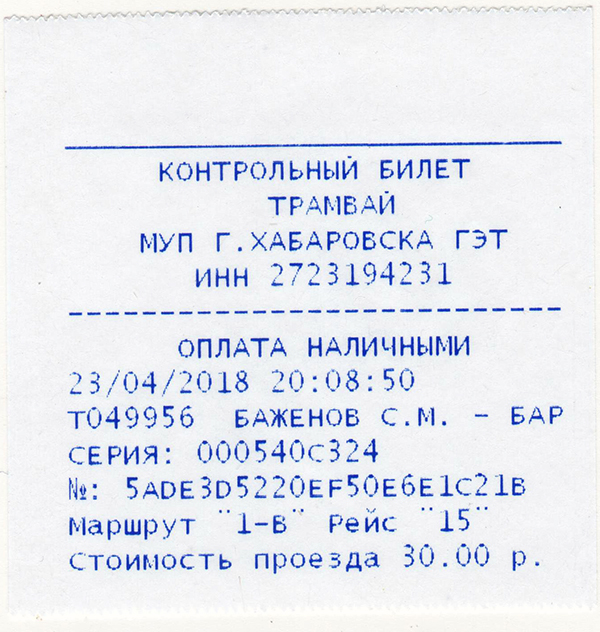 КОНТРОЛЬНЫЙ БИЛЕТ
ТРАМВАЙ
МУП Г.ХАБАРОВСКА ГЭТ
ИНН 2723194231
ОПЛАТА НАЛИЧНЫМИ
23/04/2018 20:08:50
Т049956 БАЖЕНОВ С.М. - БАР
СЕРИЯ: 000540C324
№: 5ADE3D5220EF50E6E1C21B
Маршрут "1-В" Рейс "15"
Стоимость проезда 30.00 р.